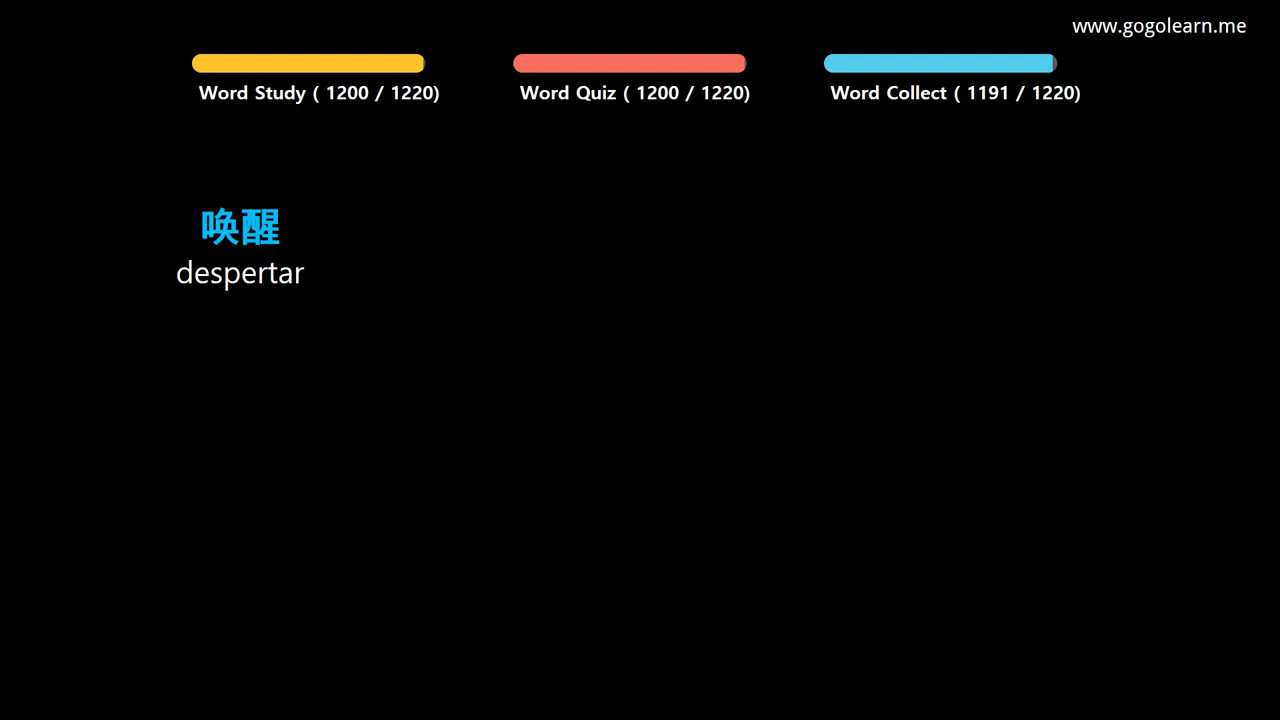 www.gogolearn.me
Word Study ( 1200 / 1220)
Word Quiz ( 1200 / 1220)
Word Collect ( 1191 / 1220)
唤醒
despertar